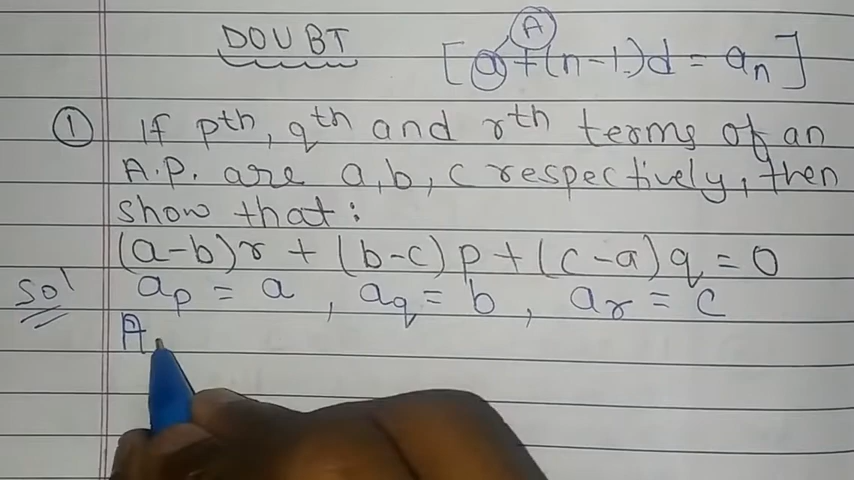 DOUBT
[a + (n-1)d = aₙ]
A
① If pth, qth and rth terms of an
A.P. are a, b, c respectively, then
show that:
(a-b)r + (b-c)p + (c-a)q = 0
Sol aₚ = a , a_q = b , aᵣ = c
A